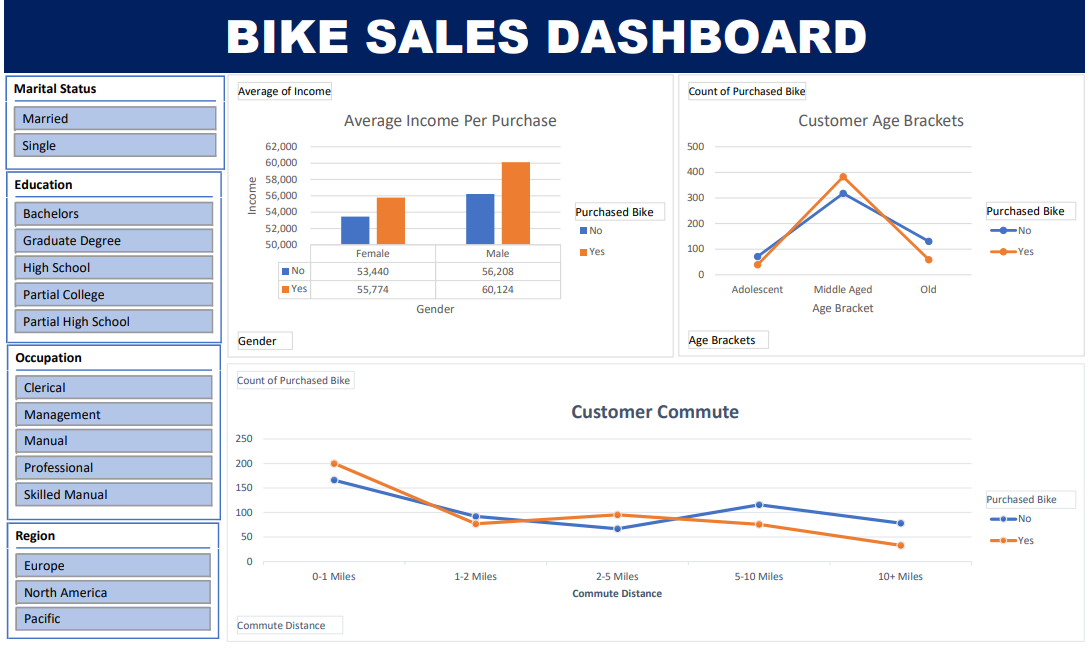 BIKE SALES DASHBOARD
Marital Status
Married
Single
Education
Bachelors
Graduate Degree
High School
Partial College
Partial High School
Occupation
Clerical
Management
Manual
Professional
Skilled Manual
Region
Europe
North America
Pacific
Average of Income
Average Income Per Purchase
62,000
60,000
58,000
56,000
54,000
52,000
50,000
Income
Female Male
No 53,440 56,208
Yes 55,774 60,124
Gender
Purchased Bike
No
Yes
Gender
Count of Purchased Bike
Customer Age Brackets
500
400
300
200
100
0
Adolescent Middle Aged Old
Age Bracket
Purchased Bike
No
Yes
Age Brackets
Count of Purchased Bike
Customer Commute
250
200
150
100
50
0
0-1 Miles 1-2 Miles 2-5 Miles 5-10 Miles 10+ Miles
Commute Distance
Purchased Bike
No
Yes
Commute Distance